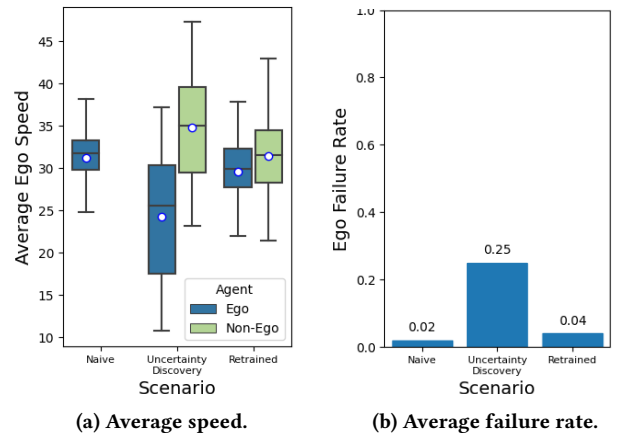 45
40
35
30
25
20
15
10
Average Ego Speed
Agent
Ego
Non-Ego
Naive
Uncertainty
Discovery
Retrained
Scenario
(a) Average speed.
1.0
0.8
0.6
0.4
0.2
0.0
Ego Failure Rate
0.02
0.25
0.04
Naive
Uncertainty
Discovery
Retrained
Scenario
(b) Average failure rate.